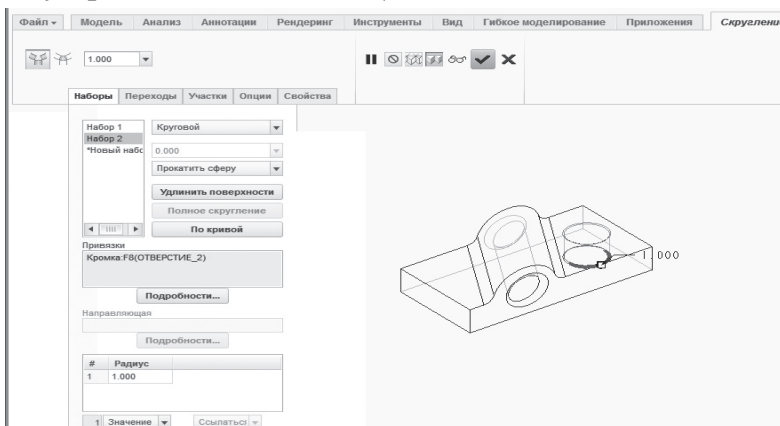 Файл Модель Анализ Аннотации Рендеринг Инструменты Вид Гибкое моделирование Приложения Скруглени
1.000
Наборы Переходы Участки Опции Свойства
Набор 1 Круговой
Набор 2
*Новый набс 0.000
Прокатить сферу
Удлинить поверхности
Полное скругление
По кривой
Привязки
Кромка:F8(ОТВЕРСТИЕ_2)
1.000
Подробности...
Направляющая
Подробности...
# Радиус
1 1.000
1 Значение Ссылатьс